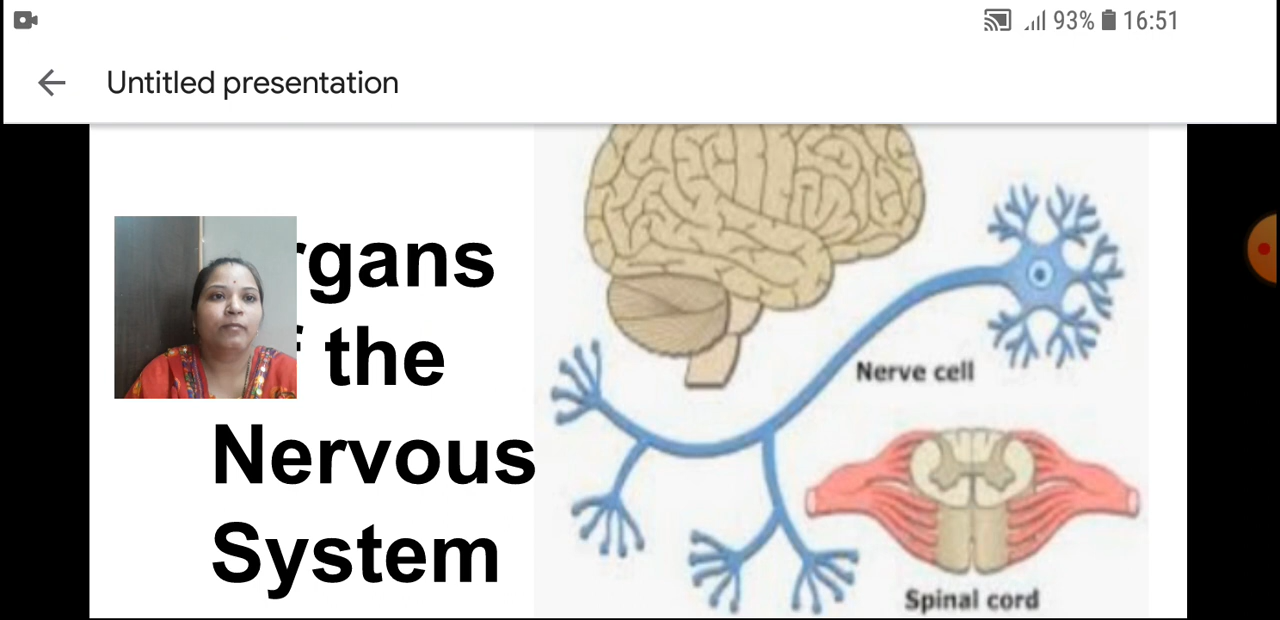 93% 16:51
Untitled presentation
rgans
the
Nervous
System
Nerve cell
Spinal cord